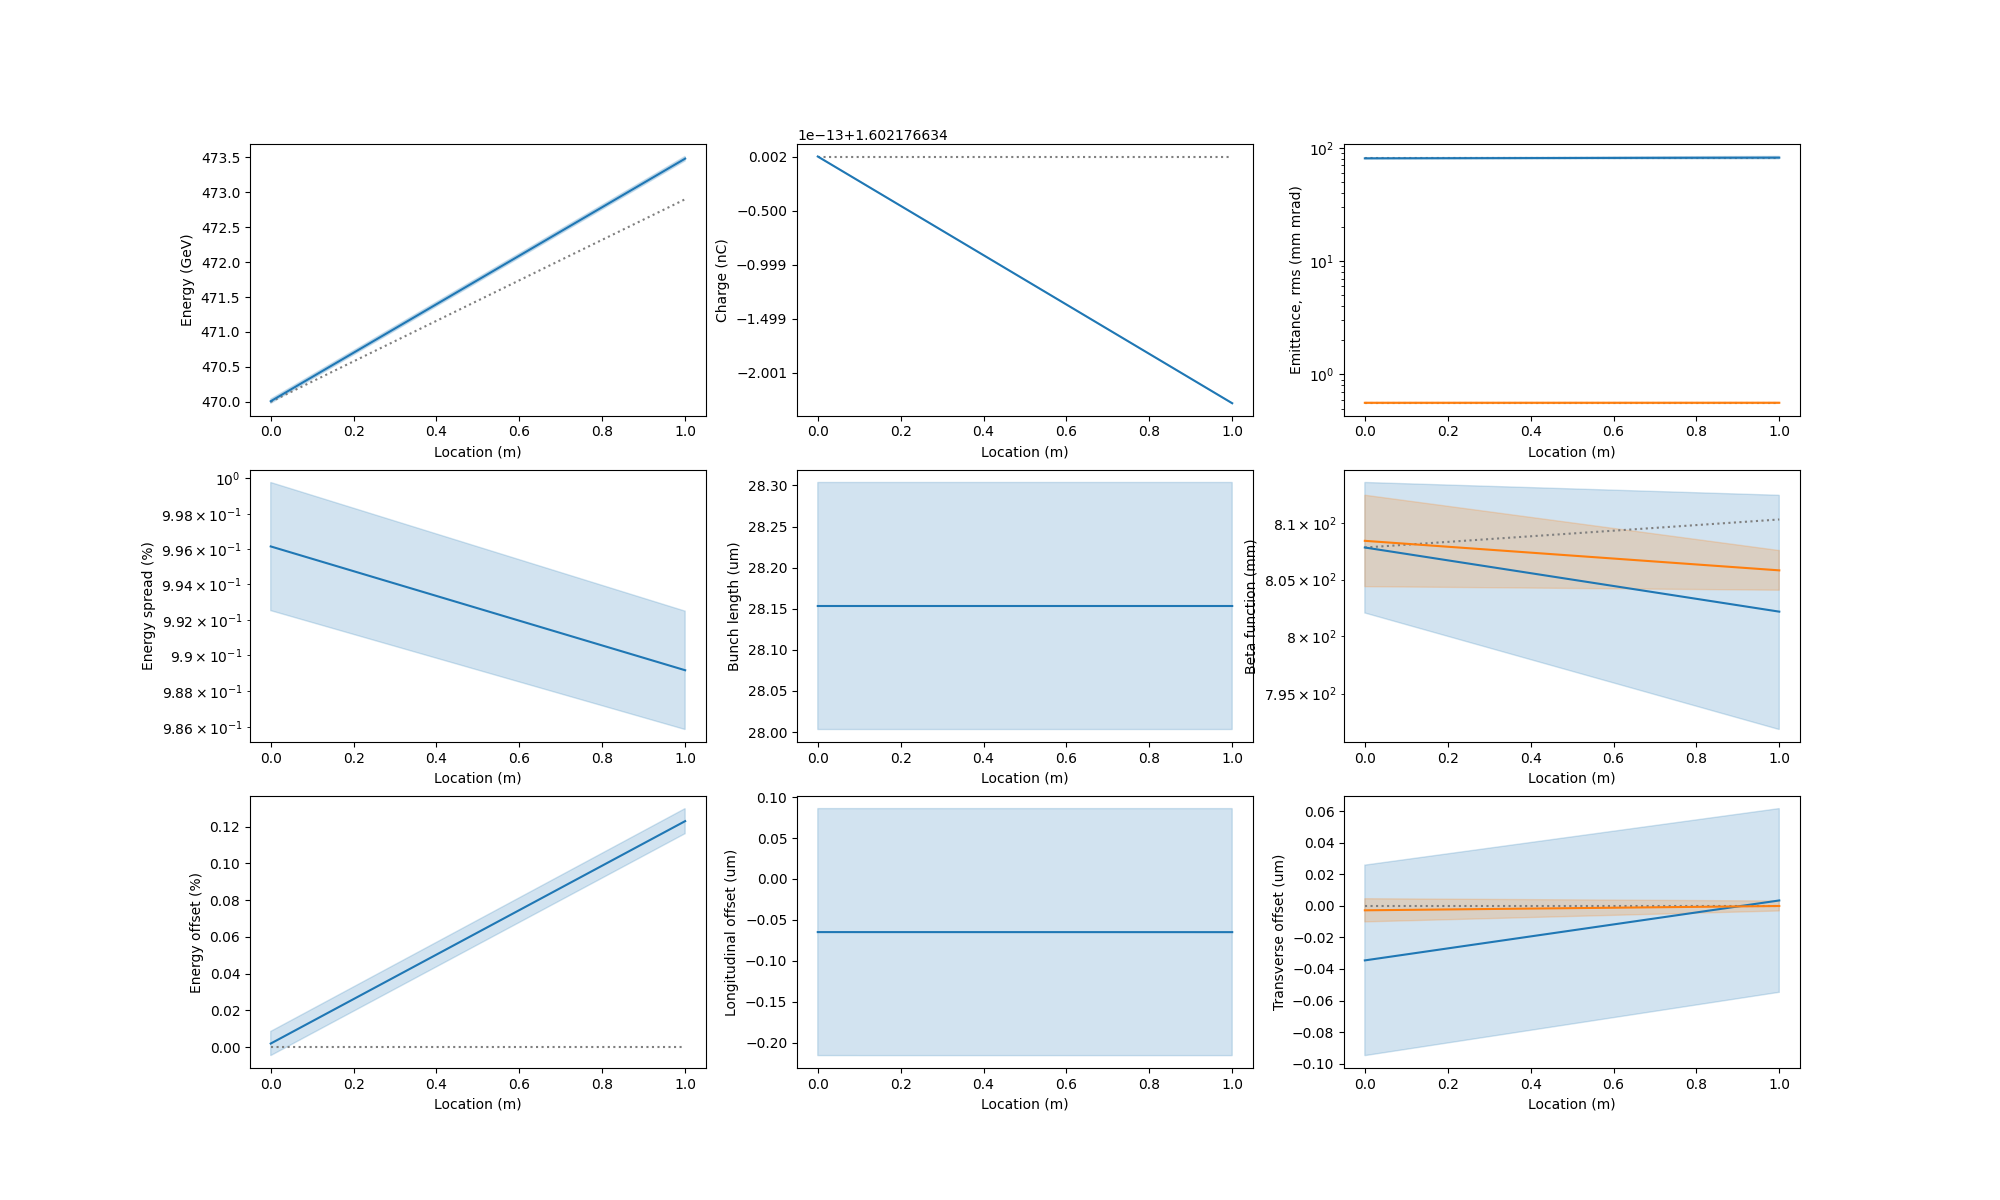 473.5
473.0
472.5
472.0
471.5
471.0
470.5
470.0
Energy (GeV)
0.0 0.2 0.4 0.6 0.8 1.0
Location (m)
1e−13+1.602176634
0.002
−0.500
−0.999
−1.499
−2.001
Charge (nC)
0.0 0.2 0.4 0.6 0.8 1.0
Location (m)
10²
10¹
10⁰
Emittance, rms (mm mrad)
0.0 0.2 0.4 0.6 0.8 1.0
Location (m)
10⁰
9.98 × 10⁻¹
9.96 × 10⁻¹
9.94 × 10⁻¹
9.92 × 10⁻¹
9.9 × 10⁻¹
9.88 × 10⁻¹
9.86 × 10⁻¹
Energy spread (%)
0.0 0.2 0.4 0.6 0.8 1.0
Location (m)
28.30
28.25
28.20
28.15
28.10
28.05
28.00
Bunch length (um)
0.0 0.2 0.4 0.6 0.8 1.0
Location (m)
8.1 × 10²
8.05 × 10²
8 × 10²
7.95 × 10²
Beta function (mm)
0.0 0.2 0.4 0.6 0.8 1.0
Location (m)
0.12
0.10
0.08
0.06
0.04
0.02
0.00
Energy offset (%)
0.0 0.2 0.4 0.6 0.8 1.0
Location (m)
0.10
0.05
0.00
−0.05
−0.10
−0.15
−0.20
Longitudinal offset (um)
0.0 0.2 0.4 0.6 0.8 1.0
Location (m)
0.06
0.04
0.02
0.00
−0.02
−0.04
−0.06
−0.08
−0.10
Transverse offset (um)
0.0 0.2 0.4 0.6 0.8 1.0
Location (m)